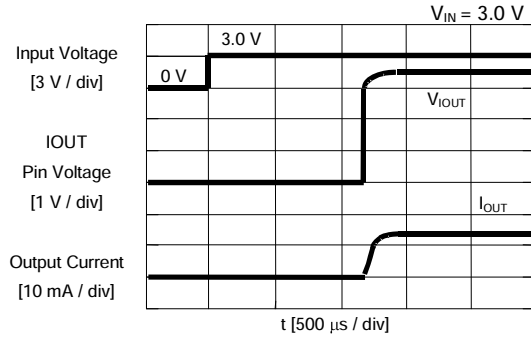 V_IN = 3.0 V
Input Voltage
[3 V / div]
3.0 V
0 V
IOUT
Pin Voltage
[1 V / div]
V_IOUT
I_OUT
Output Current
[10 mA / div]
t [500 μs / div]